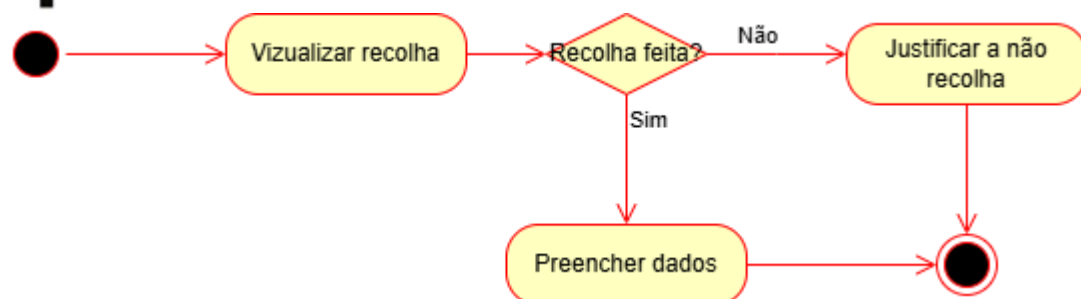 Vizualizar recolha
Recolha feita?
Não
Justificar a não
recolha
Sim
Preencher dados